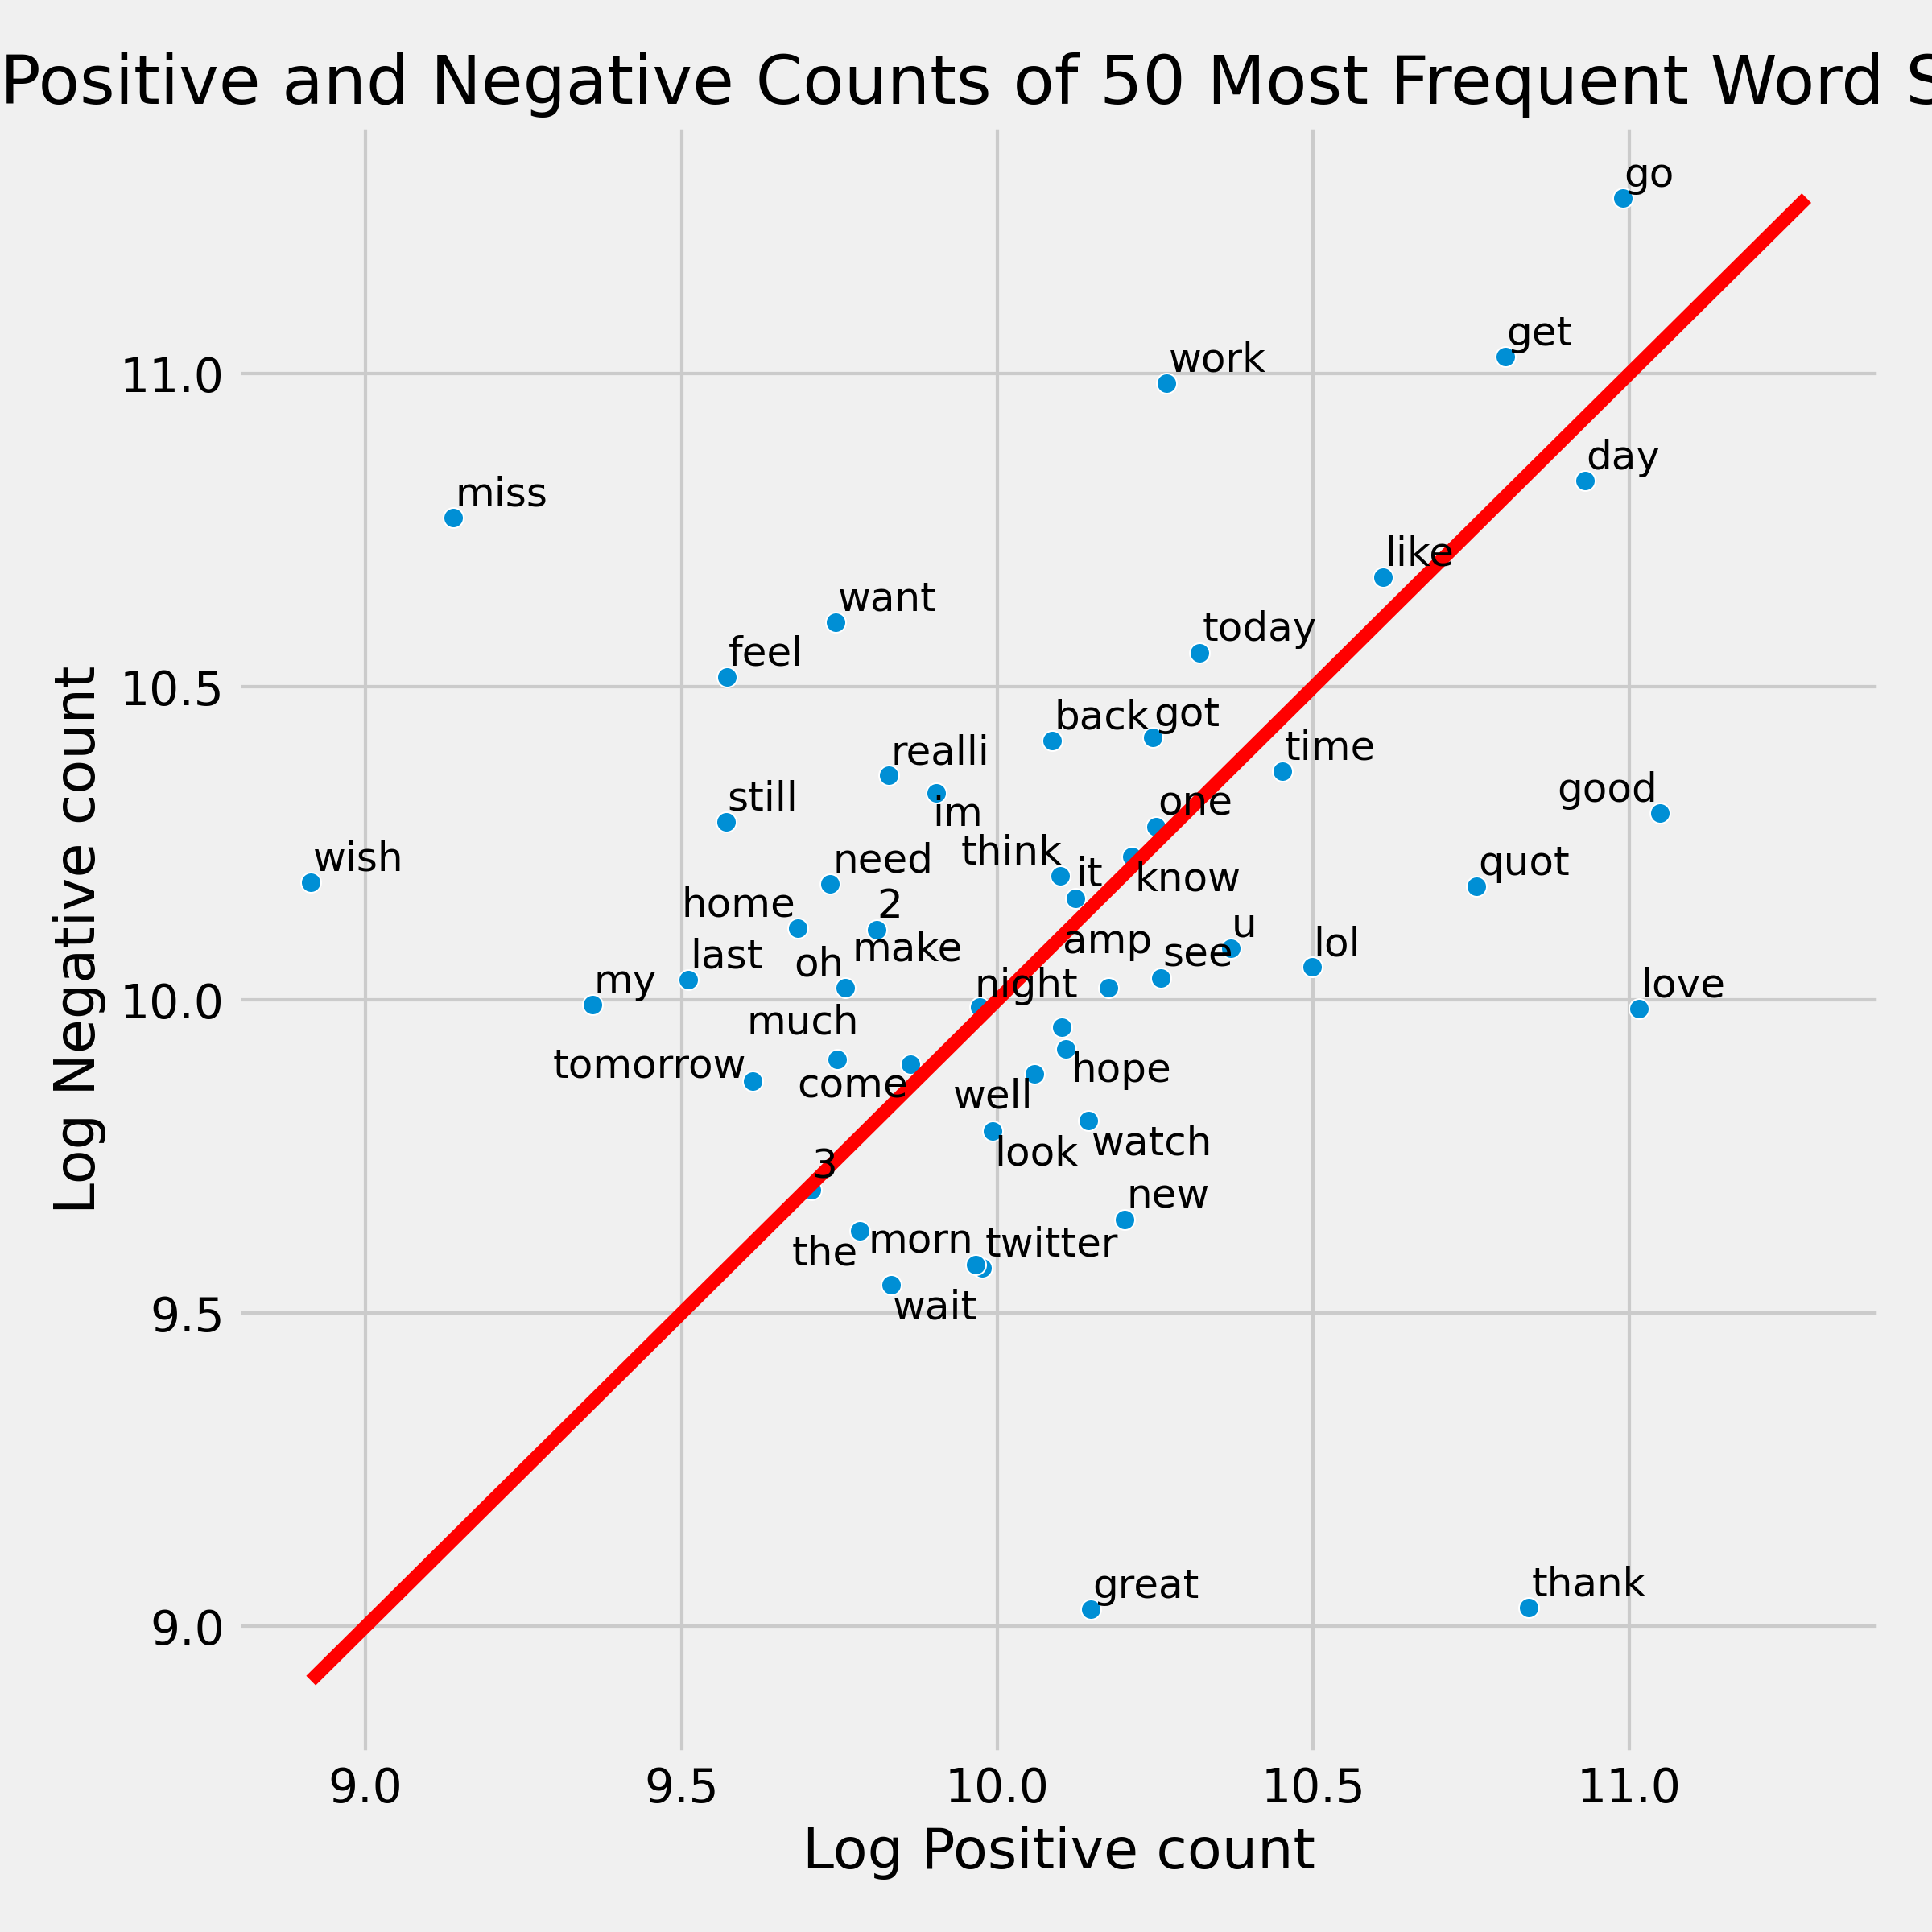 Positive and Negative Counts of 50 Most Frequent Word S
go
get
work
11.0
day
miss
like
want
today
feel
10.5
got
back
time
realli
good
still
one
im
think
wish
need
quot
it
know
home
2
u
amp
lol
make
last
see
oh
my
night
love
10.0
much
tomorrow
hope
come
well
watch
look
3
new
morn
twitter
the
wait
9.5
thank
great
9.0
9.0 9.5 10.0 10.5 11.0
Log Positive count
Log Negative count